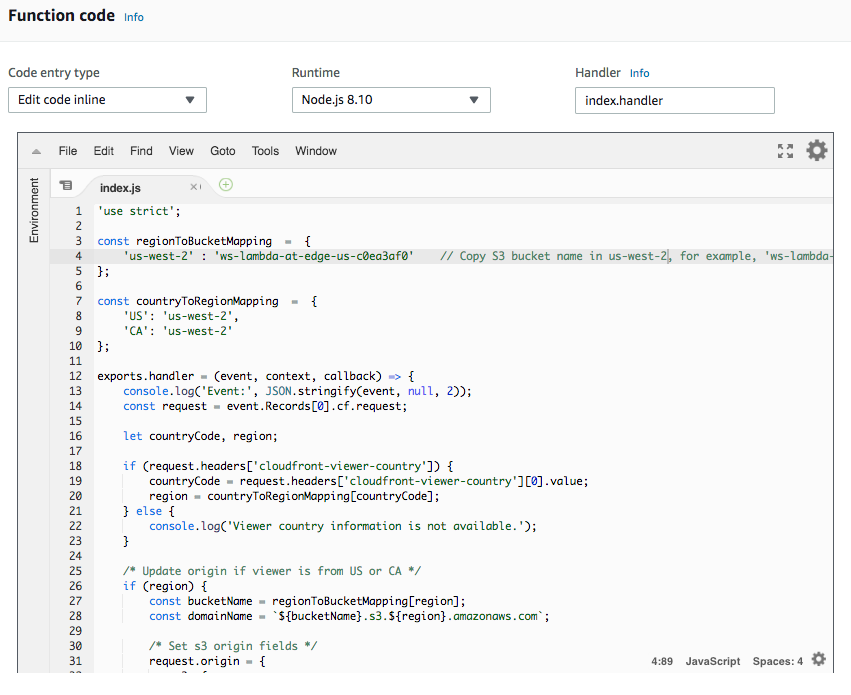 Function code Info
Code entry type Runtime Handler Info
Edit code inline Node.js 8.10 index.handler
File Edit Find View Goto Tools Window
Environment
index.js
1 'use strict';
2
3 const regionToBucketMapping = {
4 'us-west-2' : 'ws-lambda-at-edge-us-c0ea3af0' // Copy S3 bucket name in us-west-2, for example, 'ws-lambda-
5 };
6
7 const countryToRegionMapping = {
8 'US': 'us-west-2',
9 'CA': 'us-west-2'
10 };
11
12 exports.handler = (event, context, callback) => {
13 console.log('Event:', JSON.stringify(event, null, 2));
14 const request = event.Records[0].cf.request;
15
16 let countryCode, region;
17
18 if (request.headers['cloudfront-viewer-country']) {
19 countryCode = request.headers['cloudfront-viewer-country'][0].value;
20 region = countryToRegionMapping[countryCode];
21 } else {
22 console.log('Viewer country information is not available.');
23 }
24
25 /* Update origin if viewer is from US or CA */
26 if (region) {
27 const bucketName = regionToBucketMapping[region];
28 const domainName = `${bucketName}.s3.${region}.amazonaws.com`;
29
30 /* Set s3 origin fields */
31 request.origin = {
4:89 JavaScript Spaces: 4